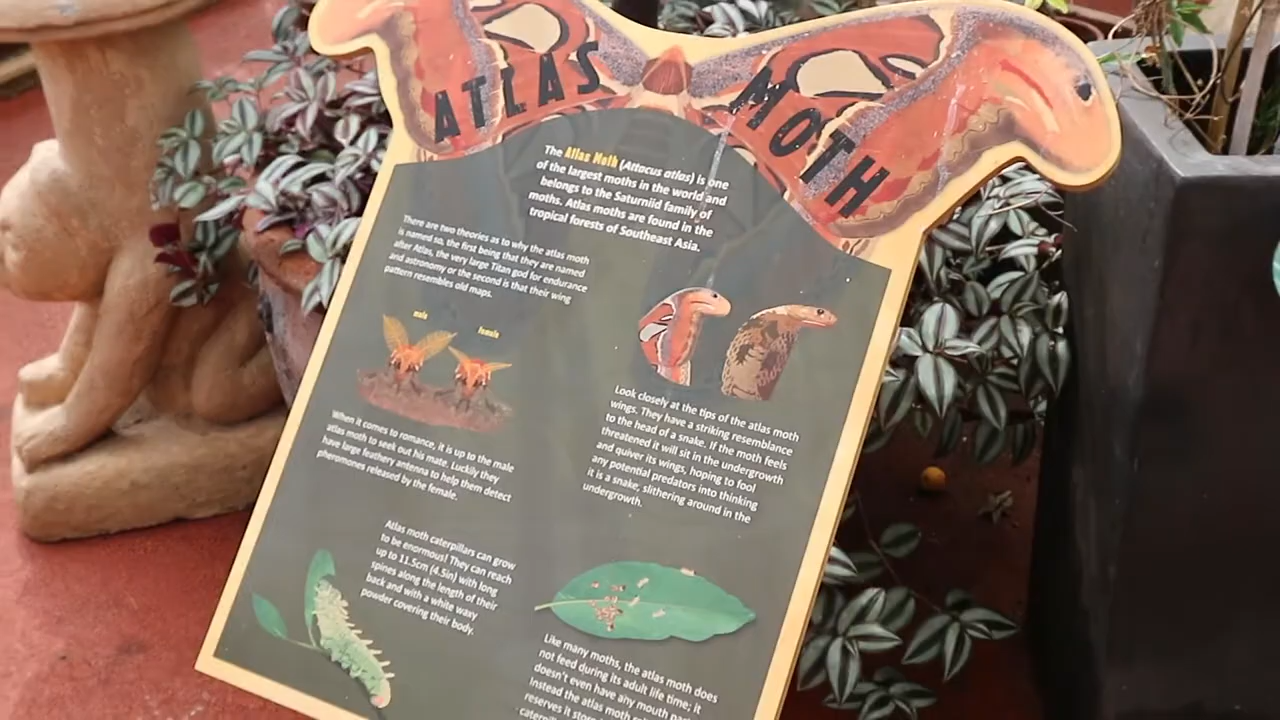 ATLAS MOTH
The Atlas Moth (Attacus atlas) is one
of the largest moths in the world and
belongs to the Saturniid family of
moths. Atlas moths are found in the
tropical forests of Southeast Asia.
There are two theories as to why the atlas moth
is named so, the first being that they are named
after Atlas, the very large Titan god for endurance
and astronomy or the second is that their wing
pattern resembles old maps.
male
female
When it comes to romance, it is up to the male
atlas moth to seek out his mate. Luckily they
have large feathery antenna to help them detect
pheromones released by the female.
Look closely at the tips of the atlas moth
wings. They have a striking resemblance
to the head of a snake. If the moth feels
threatened it will sit in the undergrowth
and quiver its wings, hoping to fool
any potential predators into thinking
it is a snake, slithering around in the
undergrowth.
Atlas moth caterpillars can grow
to be enormous! They can reach
up to 11.5cm (4.5in) with long
spines along the length of their
back and with a white waxy
powder covering their body.
Like many moths, the atlas moth does
not feed during its adult life time; it
doesn't even have any mouth
Instead the atlas moth
reserves it